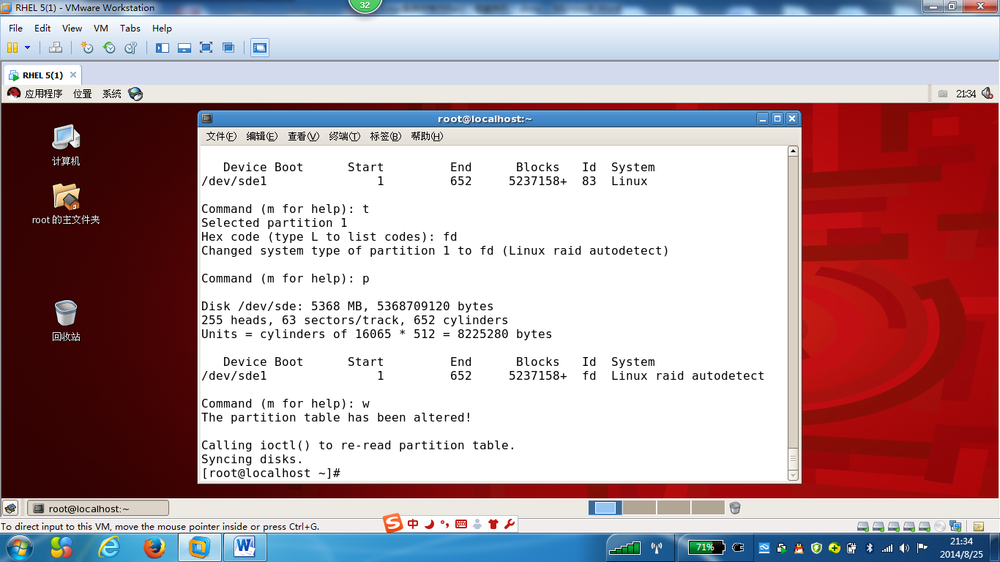 RHEL 5(1) - VMware Workstation
32
File Edit View VM Tabs Help
RHEL 5(1)
应用程序 位置 系统
21:34
计算机
root 的主文件夹
回收站
root@localhost:~
文件(F) 编辑(E) 查看(V) 终端(T) 标签(B) 帮助(H)
Device Boot Start End Blocks Id System
/dev/sde1 1 652 5237158+ 83 Linux
Command (m for help): t
Selected partition 1
Hex code (type L to list codes): fd
Changed system type of partition 1 to fd (Linux raid autodetect)
Command (m for help): p
Disk /dev/sde: 5368 MB, 5368709120 bytes
255 heads, 63 sectors/track, 652 cylinders
Units = cylinders of 16065 * 512 = 8225280 bytes
Device Boot Start End Blocks Id System
/dev/sde1 1 652 5237158+ fd Linux raid autodetect
Command (m for help): w
The partition table has been altered!
Calling ioctl() to re-read partition table.
Syncing disks.
[root@localhost ~]#
root@localhost:~
To direct input to this VM, move the mouse pointer inside or press Ctrl+G.
中
71%
21:34
2014/8/25